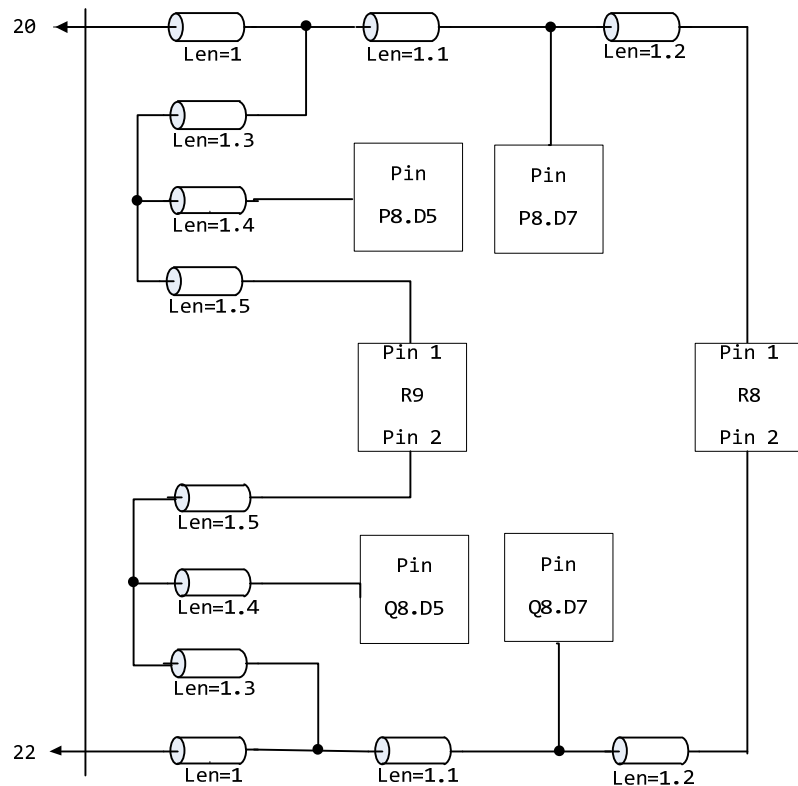 20
Len=1
Len=1.1
Len=1.2
Len=1.3
Pin
P8.D5
Pin
P8.D7
Len=1.4
Len=1.5
Pin 1
R9
Pin 2
Pin 1
R8
Pin 2
Len=1.5
Pin
Q8.D5
Pin
Q8.D7
Len=1.4
Len=1.3
22
Len=1
Len=1.1
Len=1.2